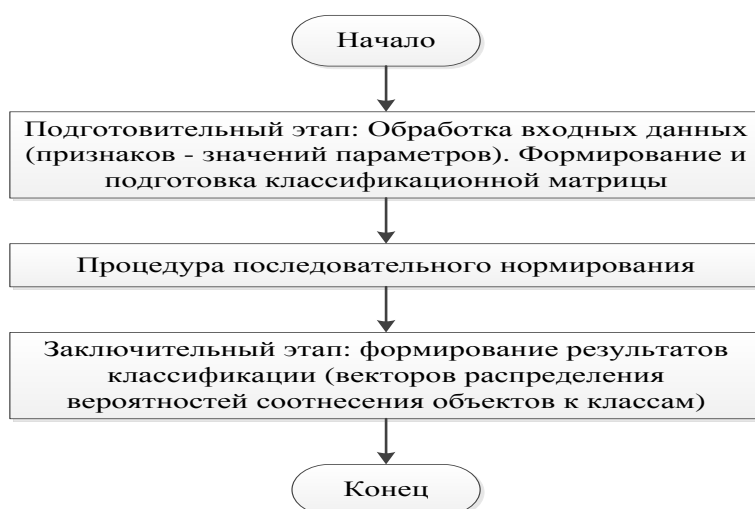 Начало
Подготовительный этап: Обработка входных данных
(признаков - значений параметров). Формирование и
подготовка классификационной матрицы
Процедура последовательного нормирования
Заключительный этап: формирование результатов
классификации (векторов распределения
вероятностей соотнесения объектов к классам)
Конец